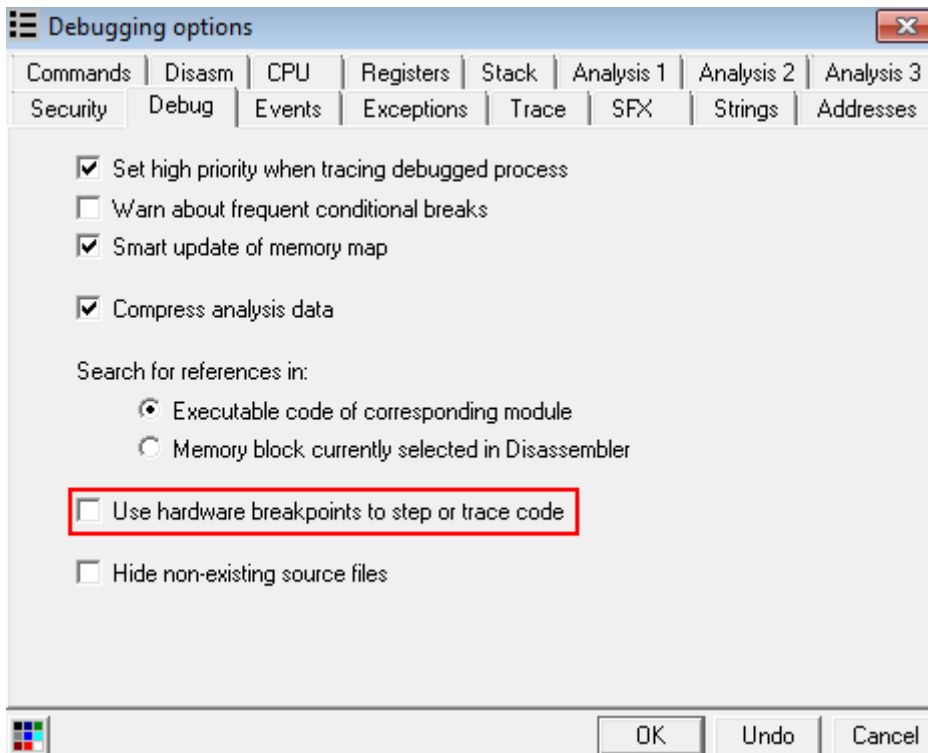 Debugging options
Commands Disasm CPU Registers Stack Analysis 1 Analysis 2 Analysis 3
Security Debug Events Exceptions Trace SFX Strings Addresses
Set high priority when tracing debugged process
Warn about frequent conditional breaks
Smart update of memory map
Compress analysis data
Search for references in:
Executable code of corresponding module
Memory block currently selected in Disassembler
Use hardware breakpoints to step or trace code
Hide non-existing source files
OK Undo Cancel